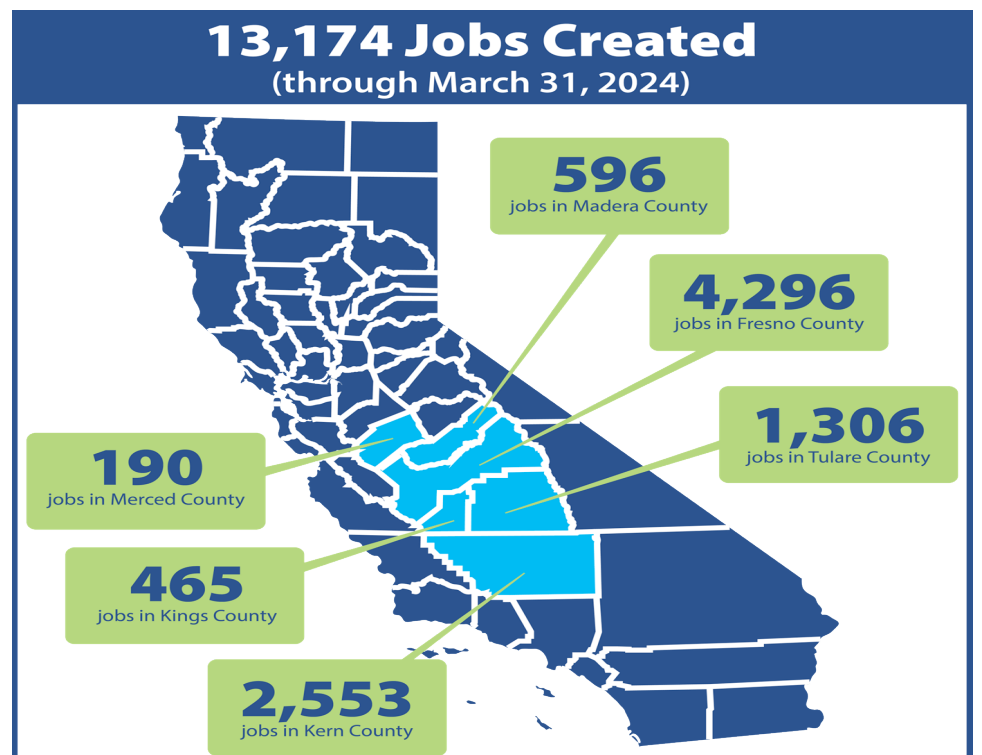 13,174 Jobs Created
(through March 31, 2024)
596
jobs in Madera County
4,296
jobs in Fresno County
1,306
jobs in Tulare County
190
jobs in Merced County
465
jobs in Kings County
2,553
jobs in Kern County